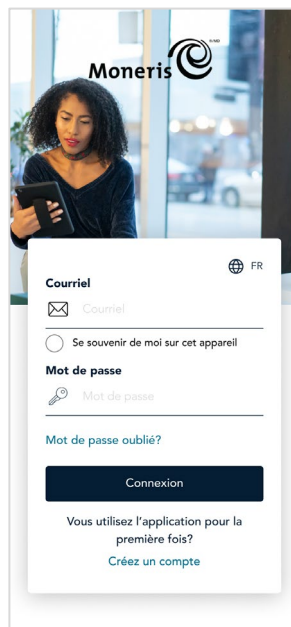 Moneris
FR
Courriel
Courriel
Se souvenir de moi sur cet appareil
Mot de passe
Mot de passe
Mot de passe oublié?
Connexion
Vous utilisez l'application pour la
première fois?
Créez un compte